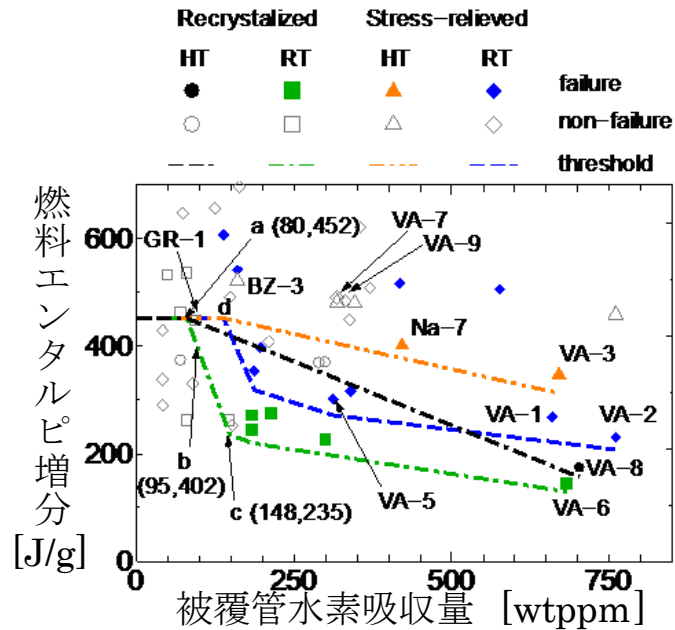 Recrystalized Stress-relieved
HT RT HT RT
failure
non-failure
threshold
燃料エンタルピ増分
[J/g]
600
400
200
0
0 250 500 750
被覆管水素吸収量 [wtppm]
a (80,452)
GR-1
VA-7
VA-9
BZ-3
d
Na-7
VA-3
VA-1
VA-2
b
(95,402)
c (148,235)
VA-5
VA-8
VA-6